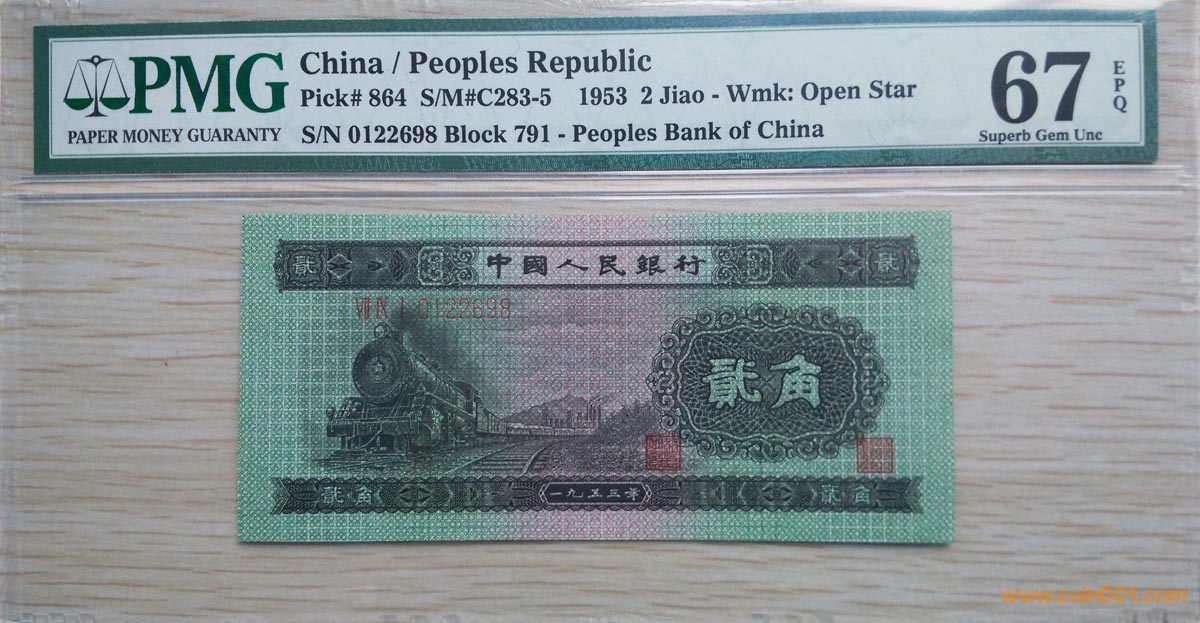 PMG
PAPER MONEY GUARANTY
China / Peoples Republic
Pick# 864 S/M#C283-5 1953 2 Jiao - Wmk: Open Star
S/N 0122698 Block 791 - Peoples Bank of China
67
EPQ
Superb Gem Unc
貳 中國人民銀行 貳
VII IX I 0122698
貳角
貳角 一九五三年 貳角
www.coin001.com